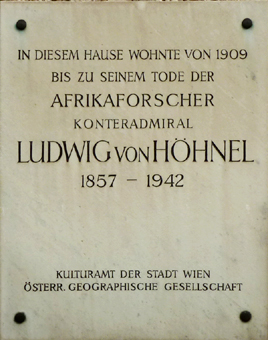 IN DIESEM HAUSE WOHNTE VON 1909
BIS ZU SEINEM TODE DER
AFRIKAFORSCHER
KONTERADMIRAL
LUDWIG VON HÖHNEL
1857 – 1942
KULTURAMT DER STADT WIEN
ÖSTERR. GEOGRAPHISCHE GESELLSCHAFT